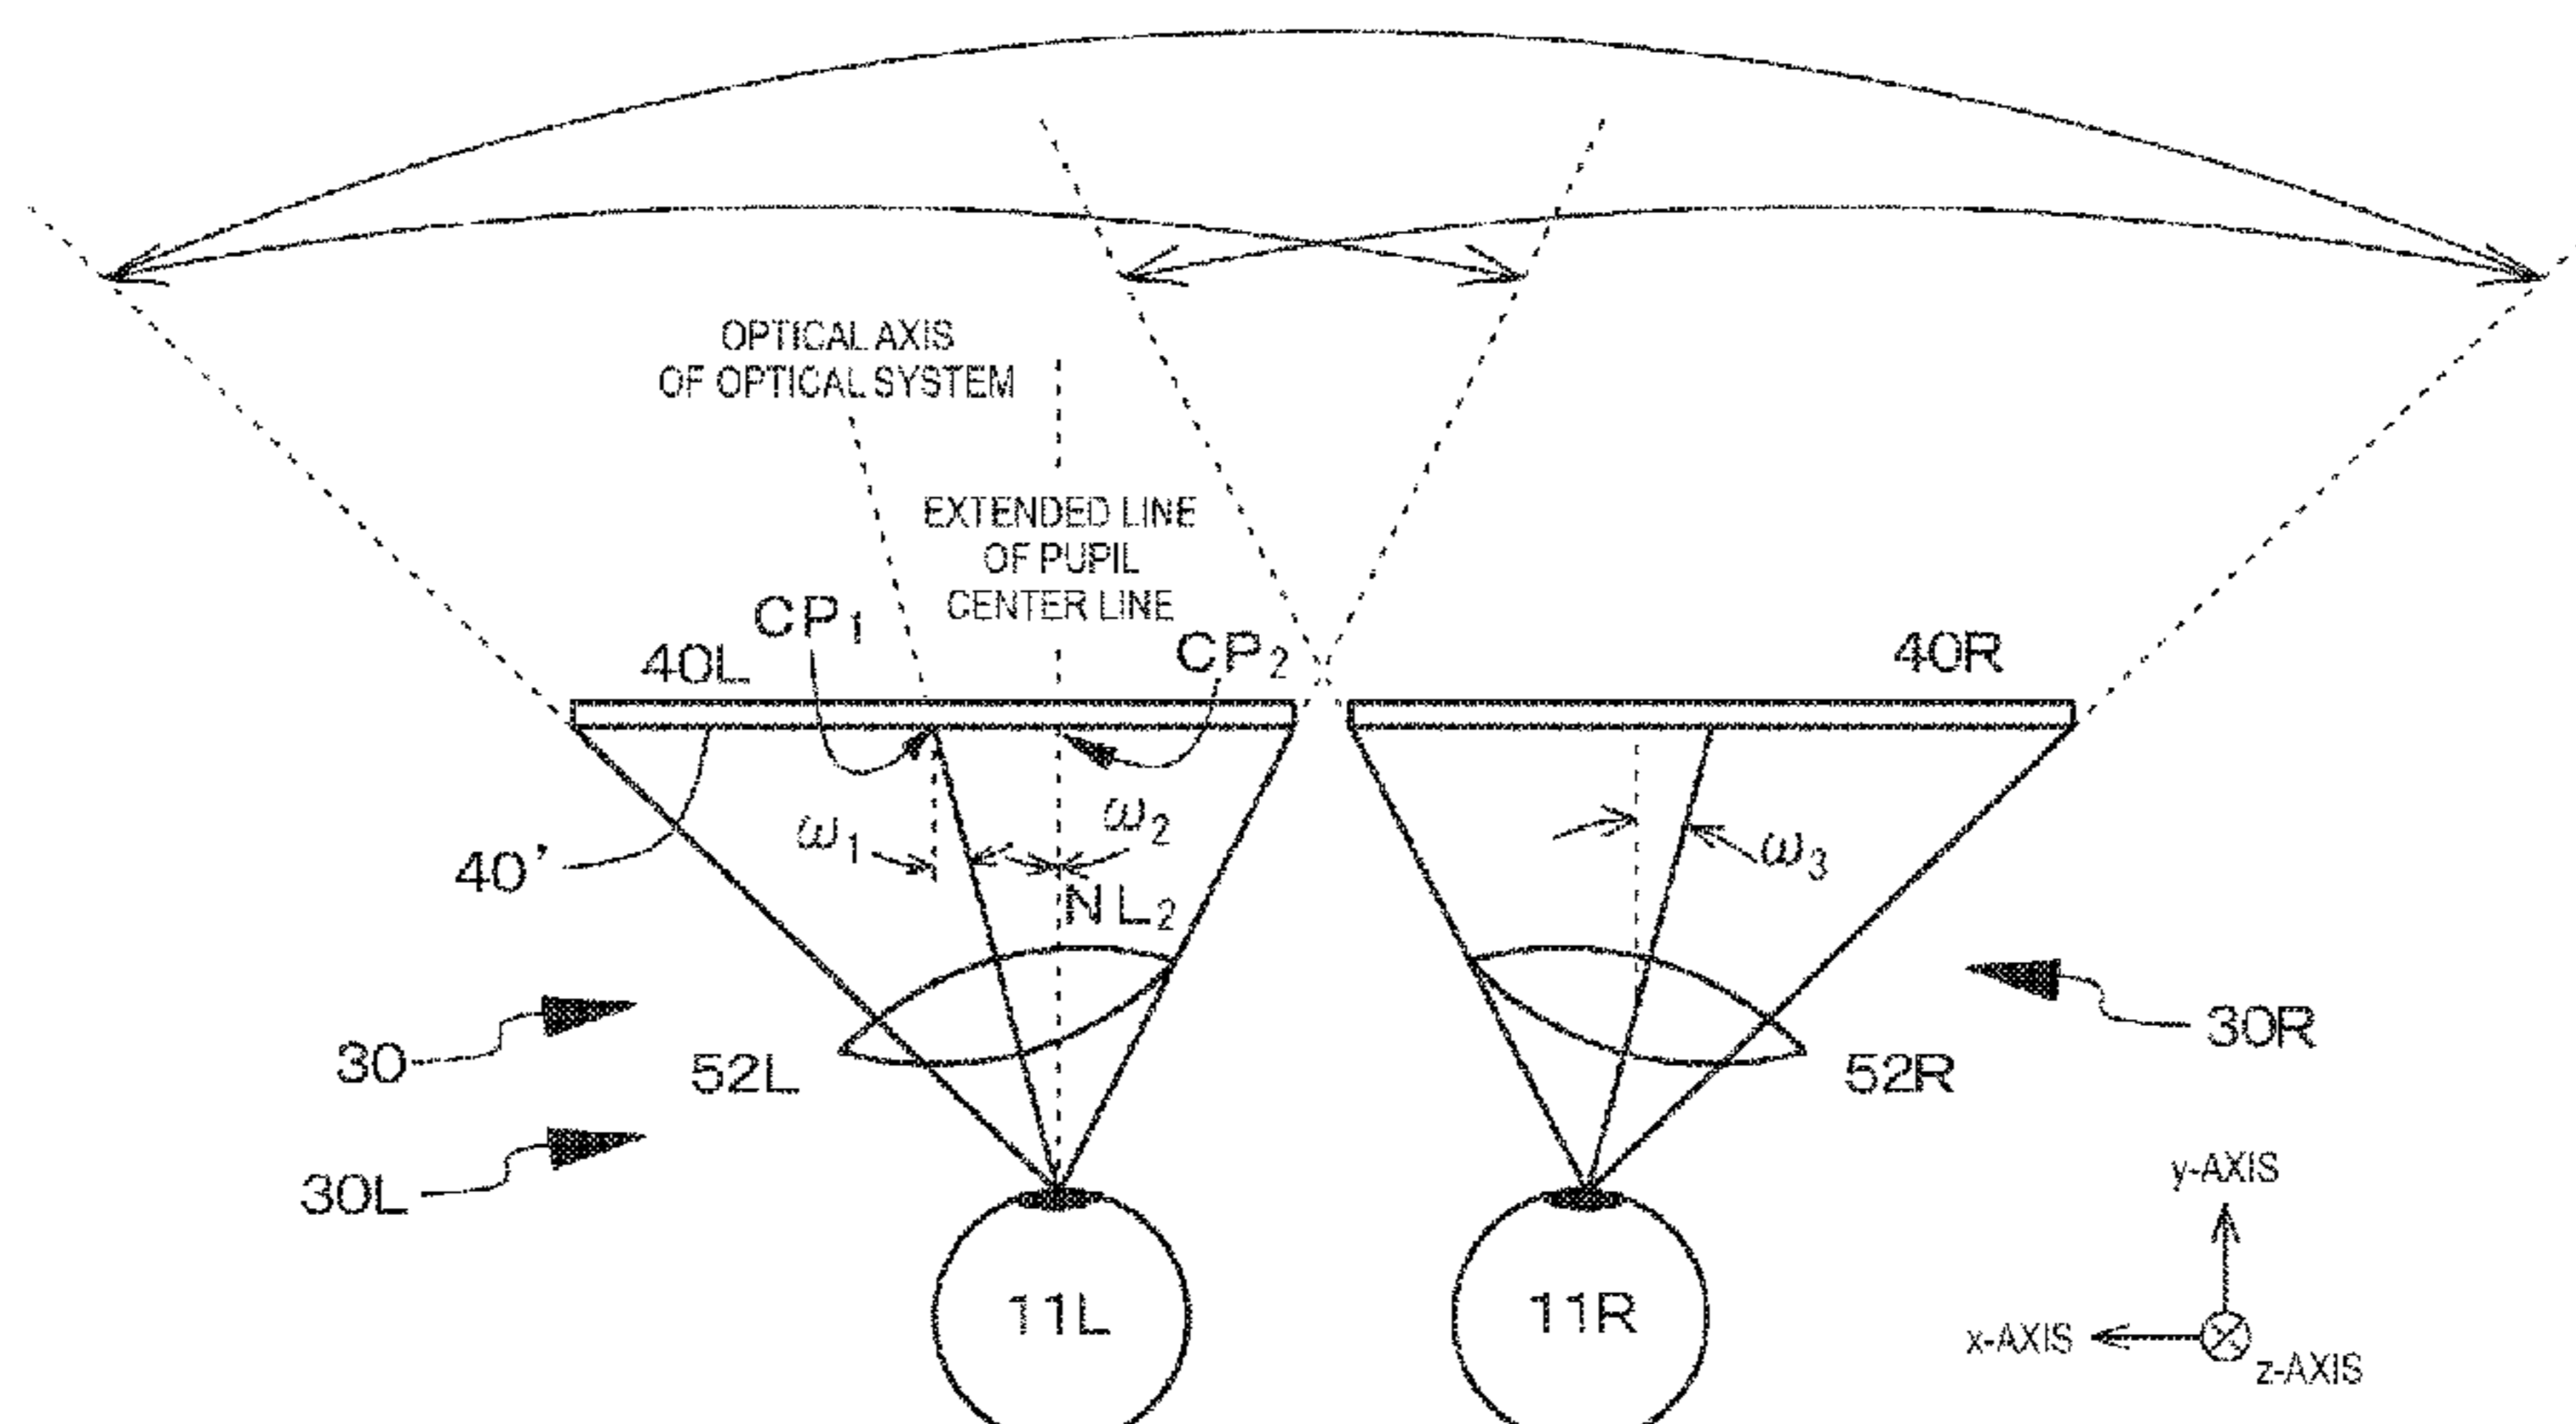 OPTICAL AXIS
OF OPTICAL SYSTEM
EXTENDED LINE
OF PUPIL
CENTER LINE
CP1
CP2
40L
40R
ω1
ω2
ω3
40’
NL2
30
30R
52L
52R
30L
y-AXIS
11L
11R
x-AXIS
z-AXIS